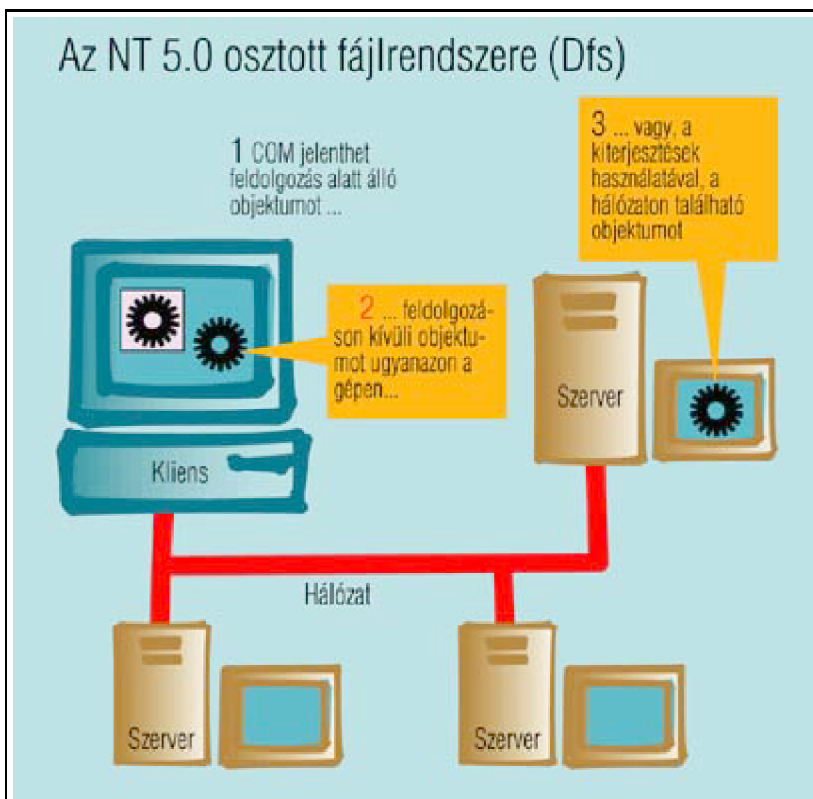 Az NT 5.0 osztott fájlrendszere (Dfs)
1 COM jelenthet
feldolgozás alatt álló
objektumot ...
2 ... feldolgozá-
son kívüli objektu-
mot ugyanazon a
gépen...
3 ... vagy, a
kiterjesztések
használatával, a
hálózaton található
objektumot
Szerver
Kliens
Hálózat
Szerver
Szerver